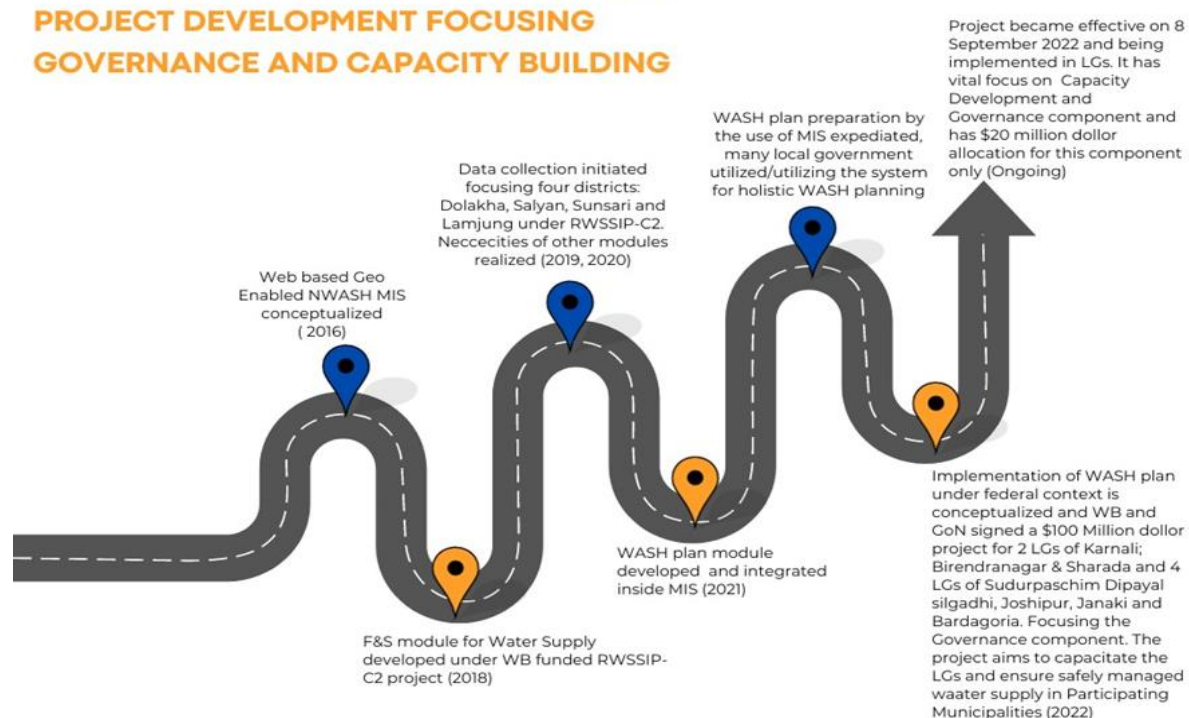 PROJECT DEVELOPMENT FOCUSING
GOVERNANCE AND CAPACITY BUILDING
Web based Geo
Enabled NWASH MIS
conceptualized
( 2016)
F&S module for Water Supply
developed under WB funded RWSSIP-
C2 project (2018)
Data collection initiated
focusing four districts:
Dolakha, Salyan, Sunsari and
Lamjung under RWSSIP-C2.
Neccecities of other modules
realized (2019, 2020)
WASH plan module
developed and integrated
inside MIS (2021)
WASH plan preparation by
the use of MIS expediated,
many local government
utilized/utilizing the system
for holistic WASH planning
Implementation of WASH plan
under federal context is
conceptualized and WB and
GoN signed a $100 Million dollor
project for 2 LGs of Karnali;
Birendranagar & Sharada and 4
LGs of Sudurpaschim Dipayal
silgadhi, Joshipur, Janaki and
Bardagoria. Focusing the
Governance component. The
project aims to capacitate the
LGs and ensure safely managed
waater supply in Participating
Municipalities (2022)
Project became effective on 8
September 2022 and being
implemented in LGs. It has
vital focus on Capacity
Development and
Governance component and
has $20 million dollor
allocation for this component
only (Ongoing)